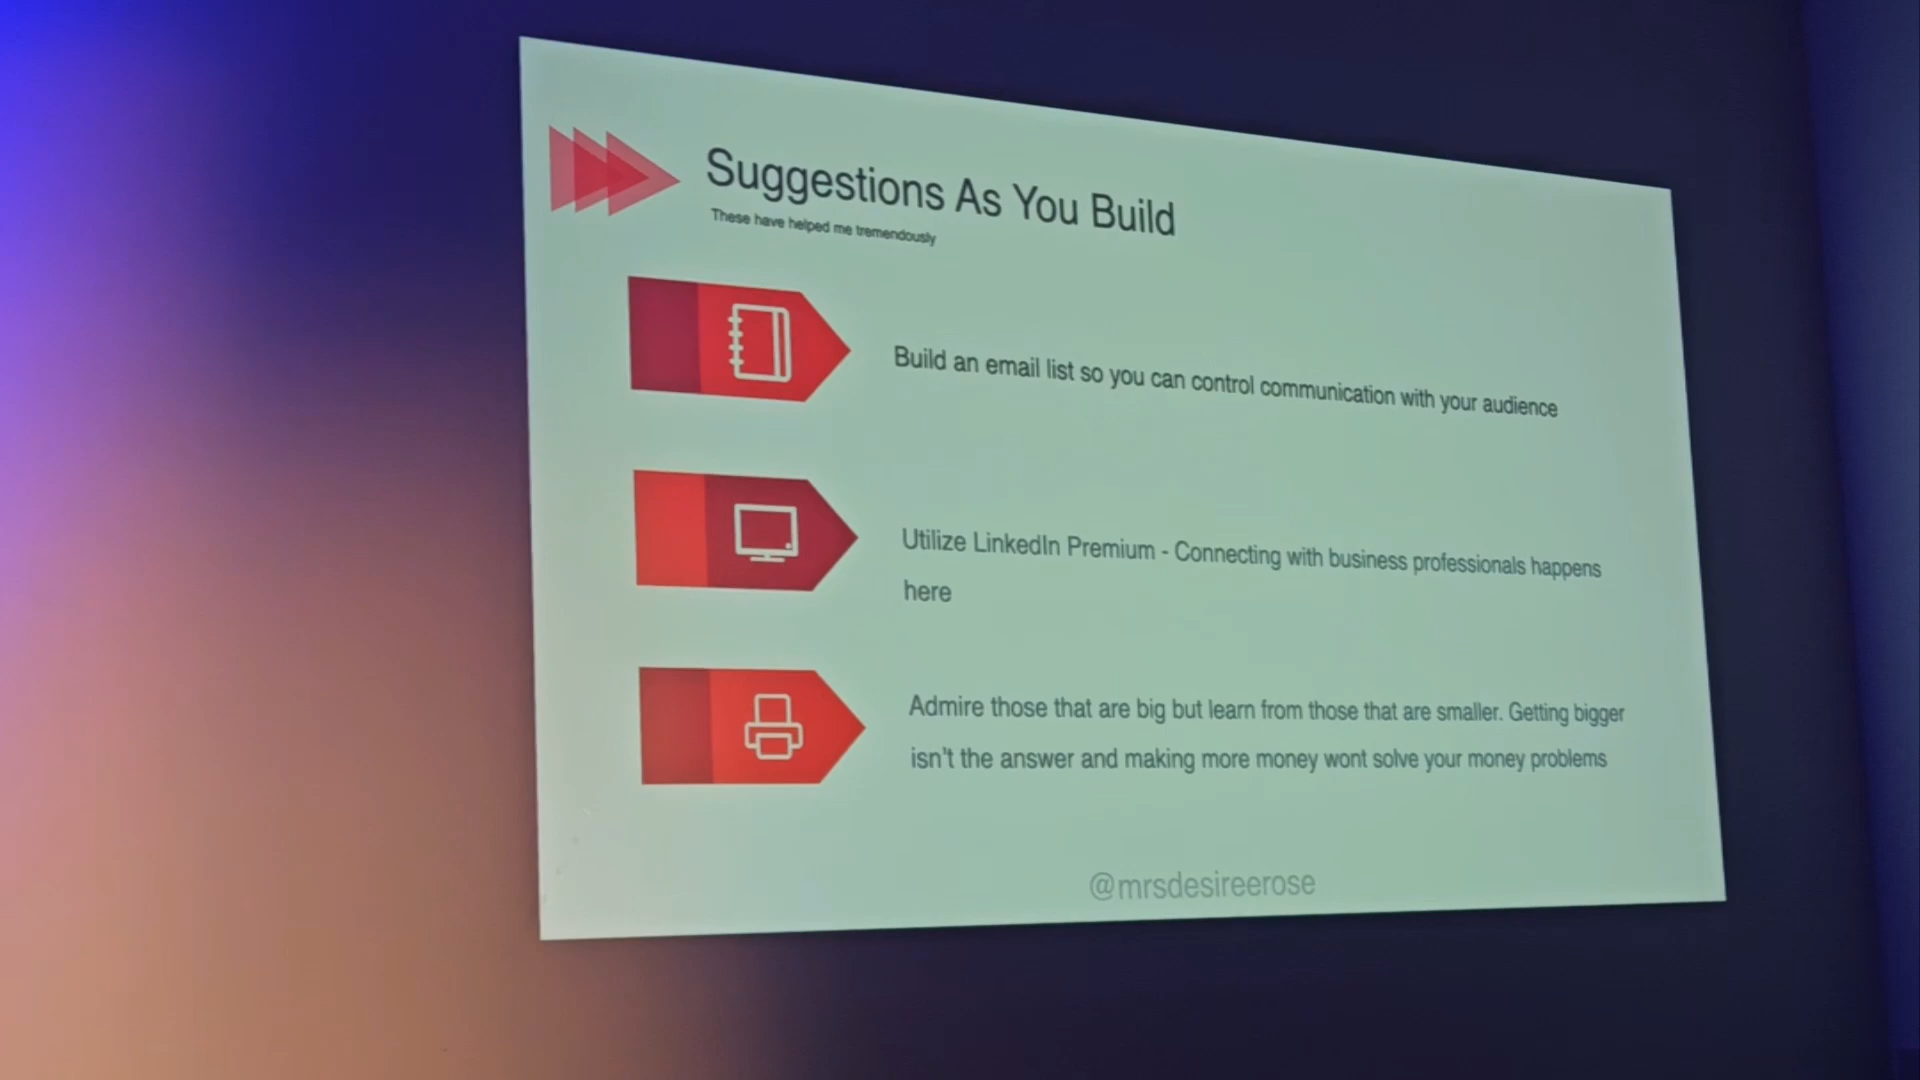 Suggestions As You Build
These have helped me tremendously
Build an email list so you can control communication with your audience
Utilize LinkedIn Premium - Connecting with business professionals happens
here
Admire those that are big but learn from those that are smaller. Getting bigger
isn't the answer and making more money wont solve your money problems
@mrsdesireerose